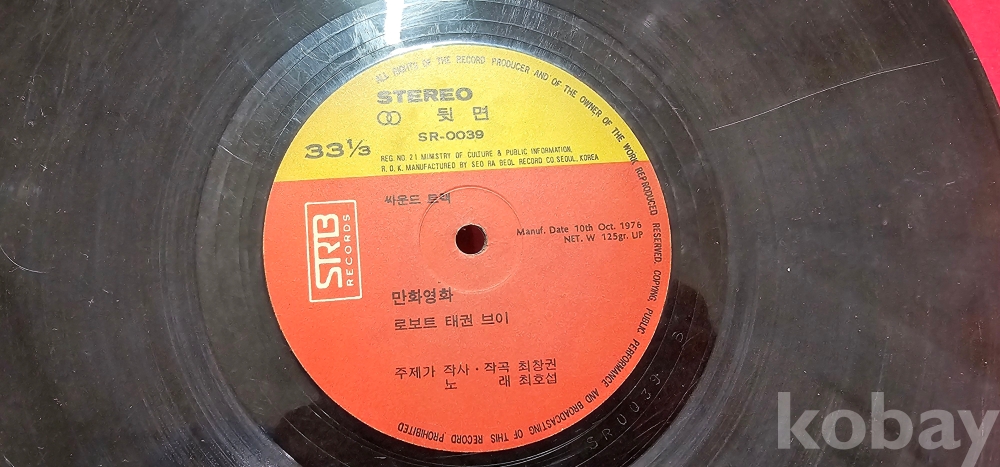 ALL RIGHTS OF THE RECORD PRODUCER AND OF THE OWNER OF THE WORK REPRODUCED RESERVED. COPYING, PUBLIC PERFORMANCE AND BROADCASTING OF THIS RECORD PROHIBITED
STEREO
뒷 면
SR-0039
33 1/3
REG. NO. 21 MINISTRY OF CULTURE & PUBLIC INFORMATION,
R. O. K. MANUFACTURED BY SEO RA BEOL RECORD CO. SEOUL, KOREA
싸운드 트랙
Manuf. Date 10th Oct. 1976
NET. W 125gr. UP
SRB
RECORDS
만화영화
로보트 태권 브이
주제가 작사·작곡 최창권
노 래 최호섭
kobay